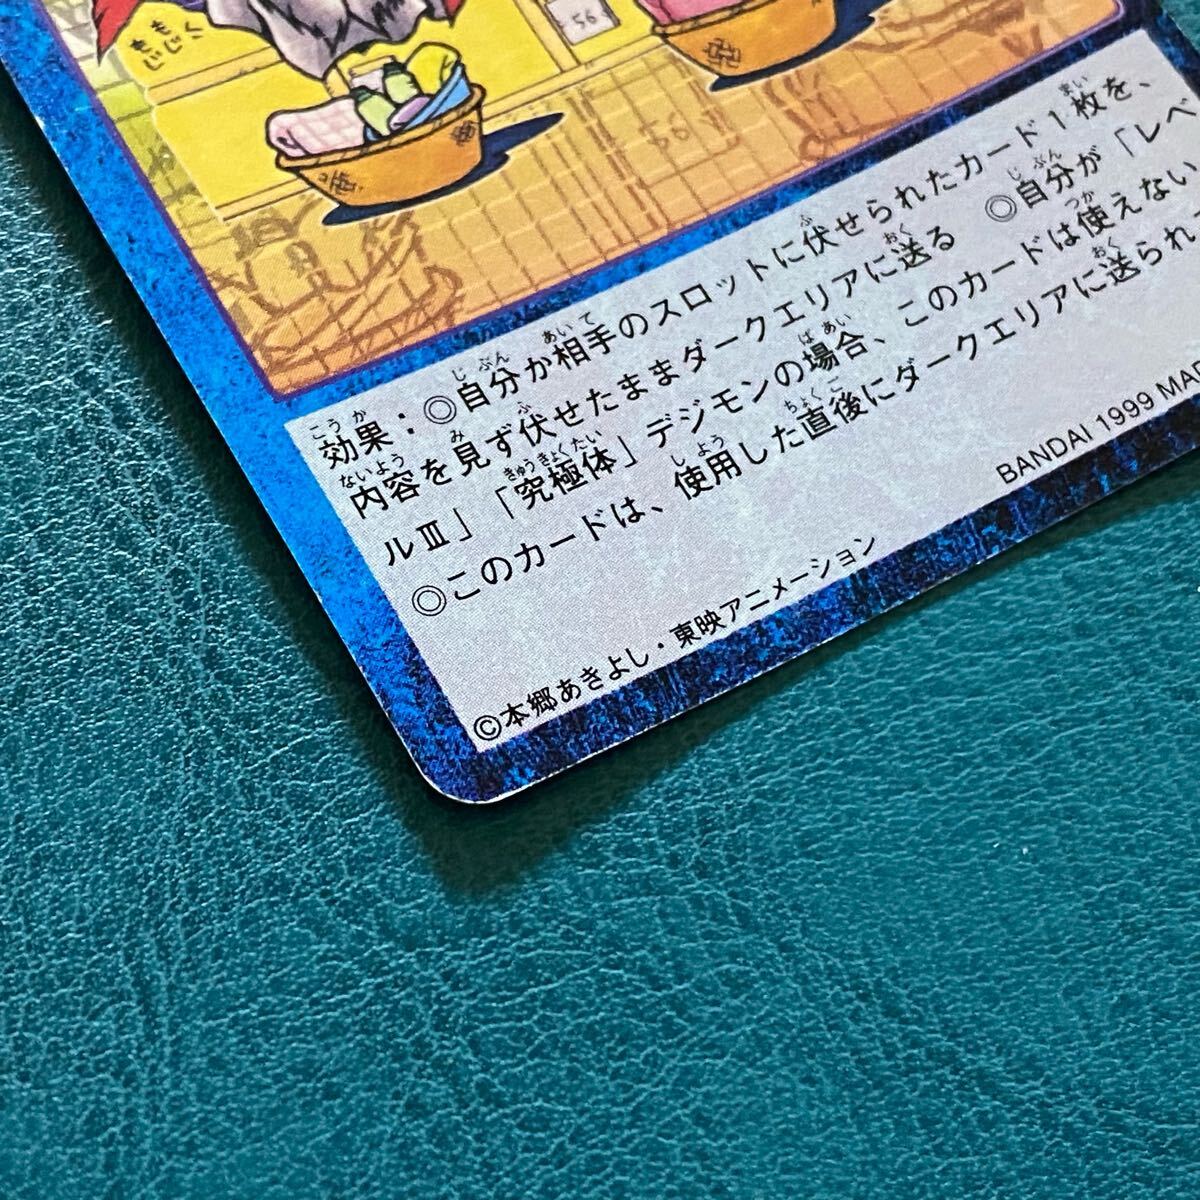 もじ
もじく
56
56
効果：◎自分が相手のスロットに伏せられたカード1枚を、
内容を見ず伏せたままダークエリアに送る　◎自分が「レベ
ルⅢ」「究極体」デジモンの場合、このカードは使えない
◎このカードは、使用した直後にダークエリアに送られ
©本郷あきよし・東映アニメーション
BANDAI 1999 MAD